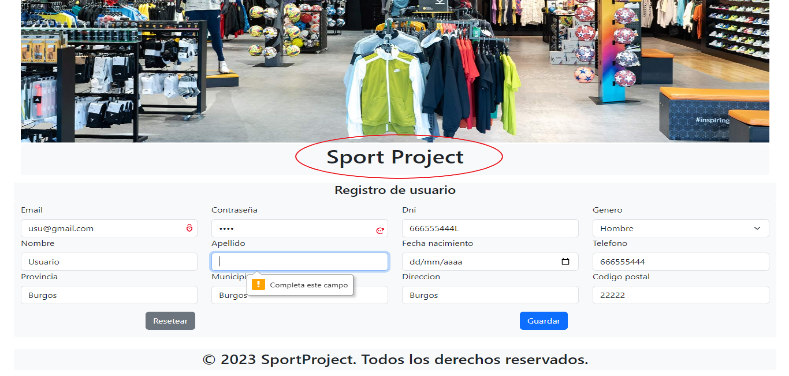 #inspiring
Sport Project
Registro de usuario
Email Contraseña Dni Genero
usu@gmail.com •••• 666555444L Hombre
Nombre Apellido Fecha nacimiento Telefono
Usuario dd/mm/aaaa 666555444
Provincia Municipi Direccion Codigo postal
Completa este campo
Burgos Burgos Burgos 22222
Resetear Guardar
© 2023 SportProject. Todos los derechos reservados.